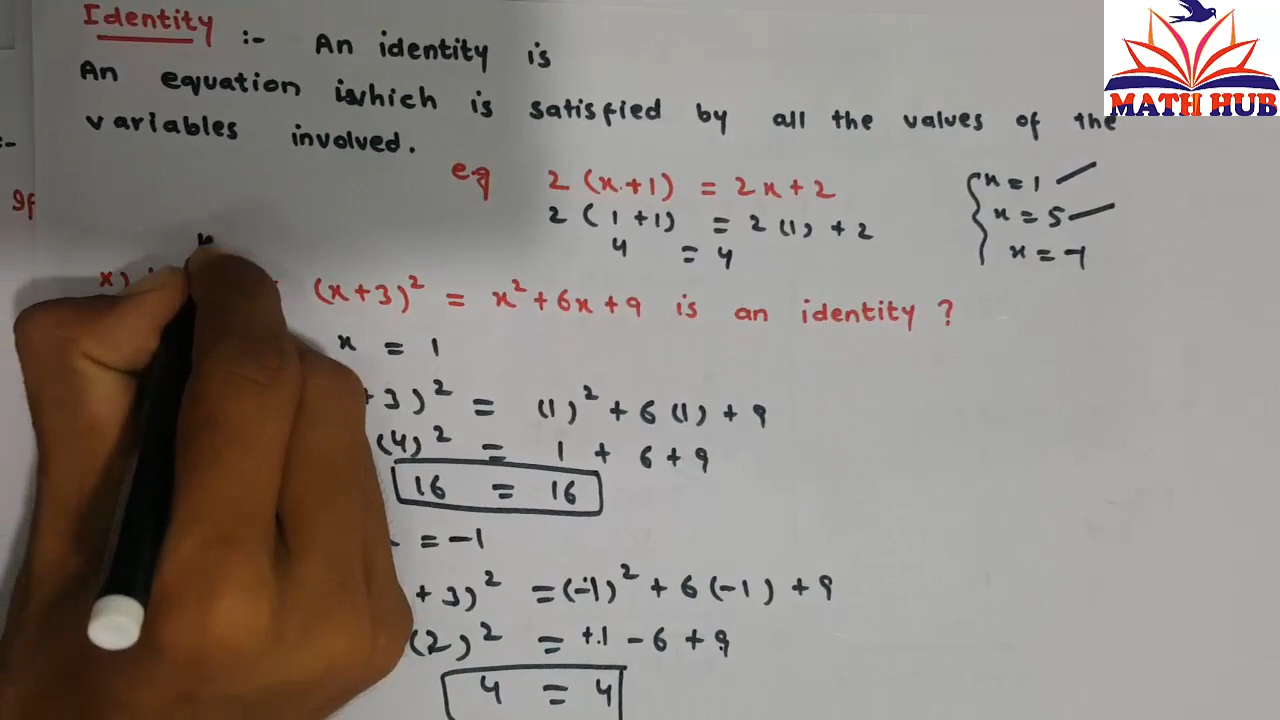 Identity :- An identity is
MATH HUB
An equation which is satisfied by all the values of the
variables involved.
If
eg 2 (x+1) = 2x+2
x = 1
2 (1+1) = 2(1) + 2
x = 5
4 = 4
x = -1
(x+3)² = x²+6x+9 is an identity ?
x = 1
+3)² = (1)² + 6(1) + 9
(4)² = 1 + 6+9
16 = 16
= -1
+ 3)² = (-1)² + 6(-1) + 9
(2)² = +1 - 6 + 9
4 = 4